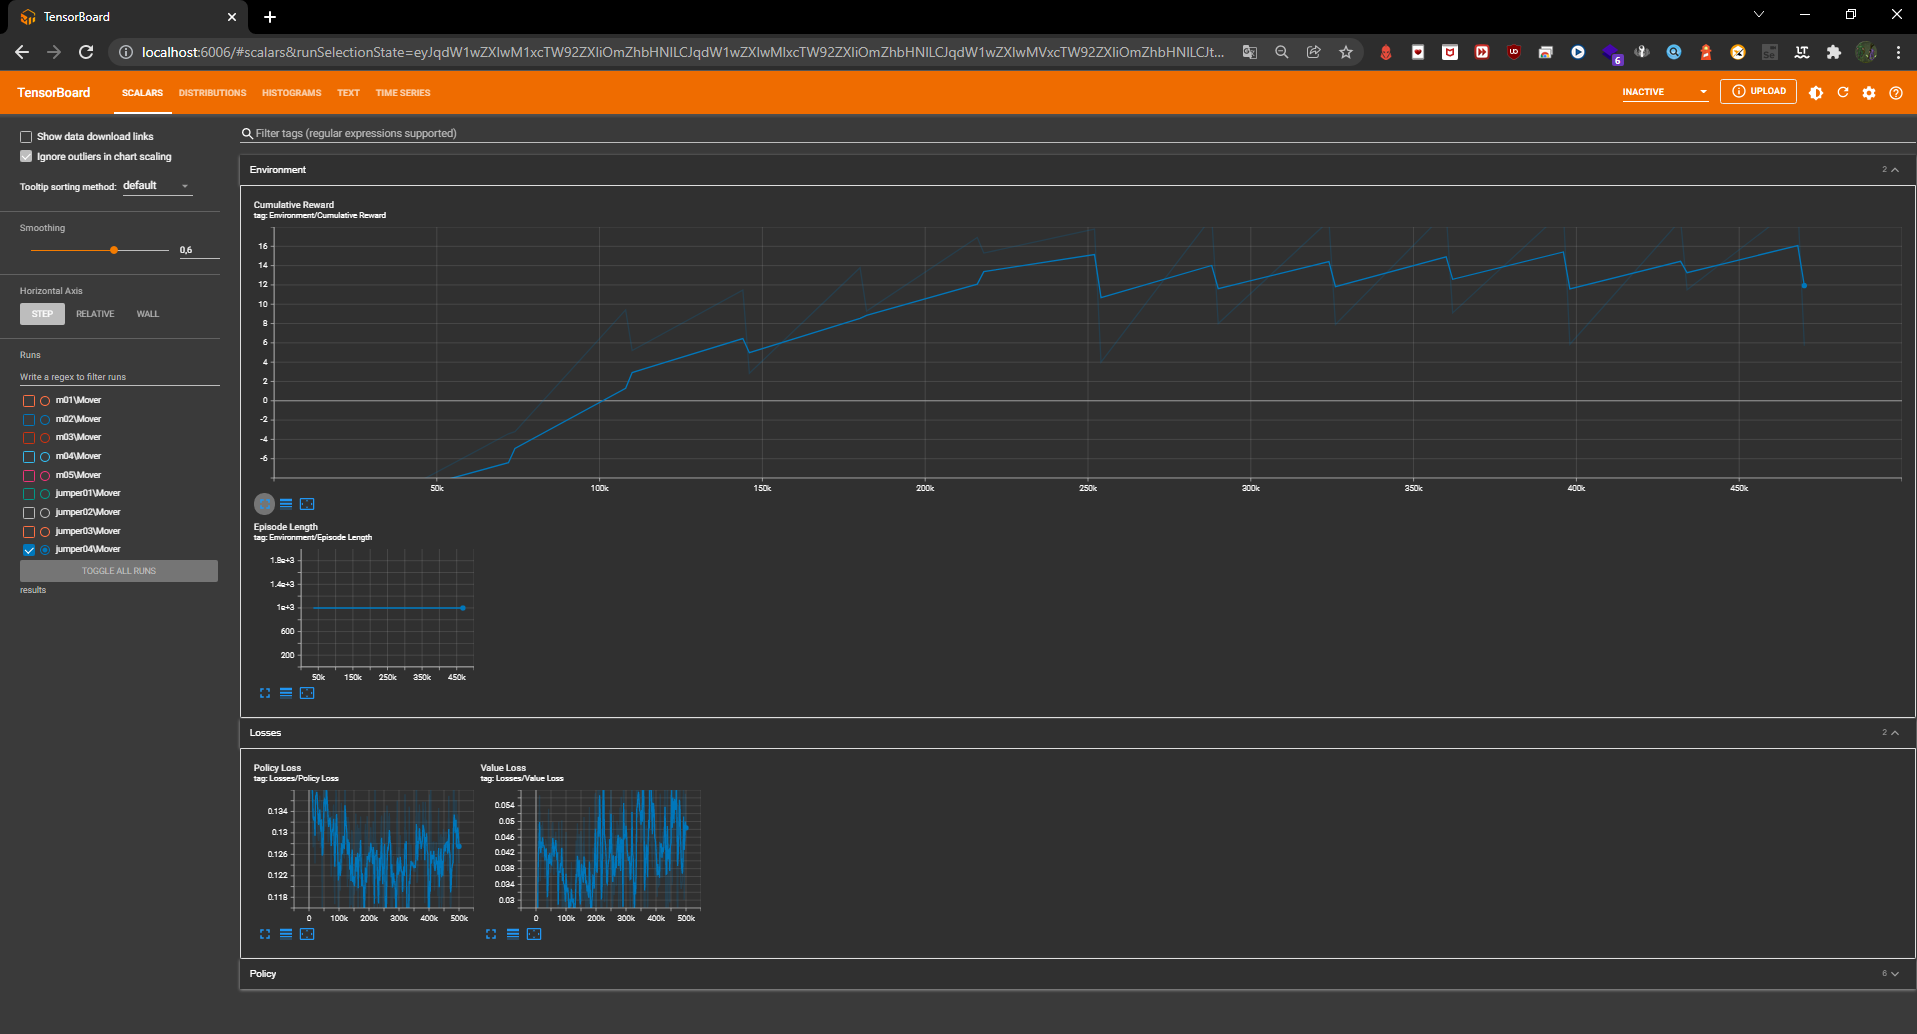 TensorBoard
localhost:6006/#scalars&runSelectionState=eyJqdW1wZXIwM1xcTW92ZXIiOmZhbHNlLCJqdW1wZXIwMlxcTW92ZXIiOmZhbHNlLCJqdW1wZXIwMVxcTW92ZXIiOmZhbHNlLCJt...
6
TensorBoard
SCALARS
DISTRIBUTIONS
HISTOGRAMS
TEXT
TIME SERIES
INACTIVE
UPLOAD
Show data download links
Ignore outliers in chart scaling
Tooltip sorting method: default
Smoothing
0,6
Horizontal Axis
STEP
RELATIVE
WALL
Runs
Write a regex to filter runs
m01\Mover
m02\Mover
m03\Mover
m04\Mover
m05\Mover
jumper01\Mover
jumper02\Mover
jumper03\Mover
jumper04\Mover
TOGGLE ALL RUNS
results
Filter tags (regular expressions supported)
Environment
2
Cumulative Reward
tag: Environment/Cumulative Reward
16
14
12
10
8
6
4
2
0
-2
-4
-6
50k 100k 150k 200k 250k 300k 350k 400k 450k
Episode Length
tag: Environment/Episode Length
1.8e+3
1.4e+3
1e+3
600
200
50k 150k 250k 350k 450k
Losses
2
Policy Loss
tag: Losses/Policy Loss
0.134
0.13
0.126
0.122
0.118
0 100k 200k 300k 400k 500k
Value Loss
tag: Losses/Value Loss
0.054
0.05
0.046
0.042
0.038
0.034
0.03
0 100k 200k 300k 400k 500k
Policy
6